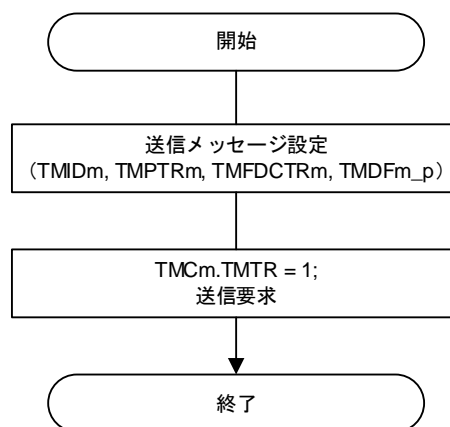 開始
送信メッセージ設定
（TMIDm, TMPTRm, TMFDCTRm, TMDFm_p）
TMCm.TMTR = 1;
送信要求
終了